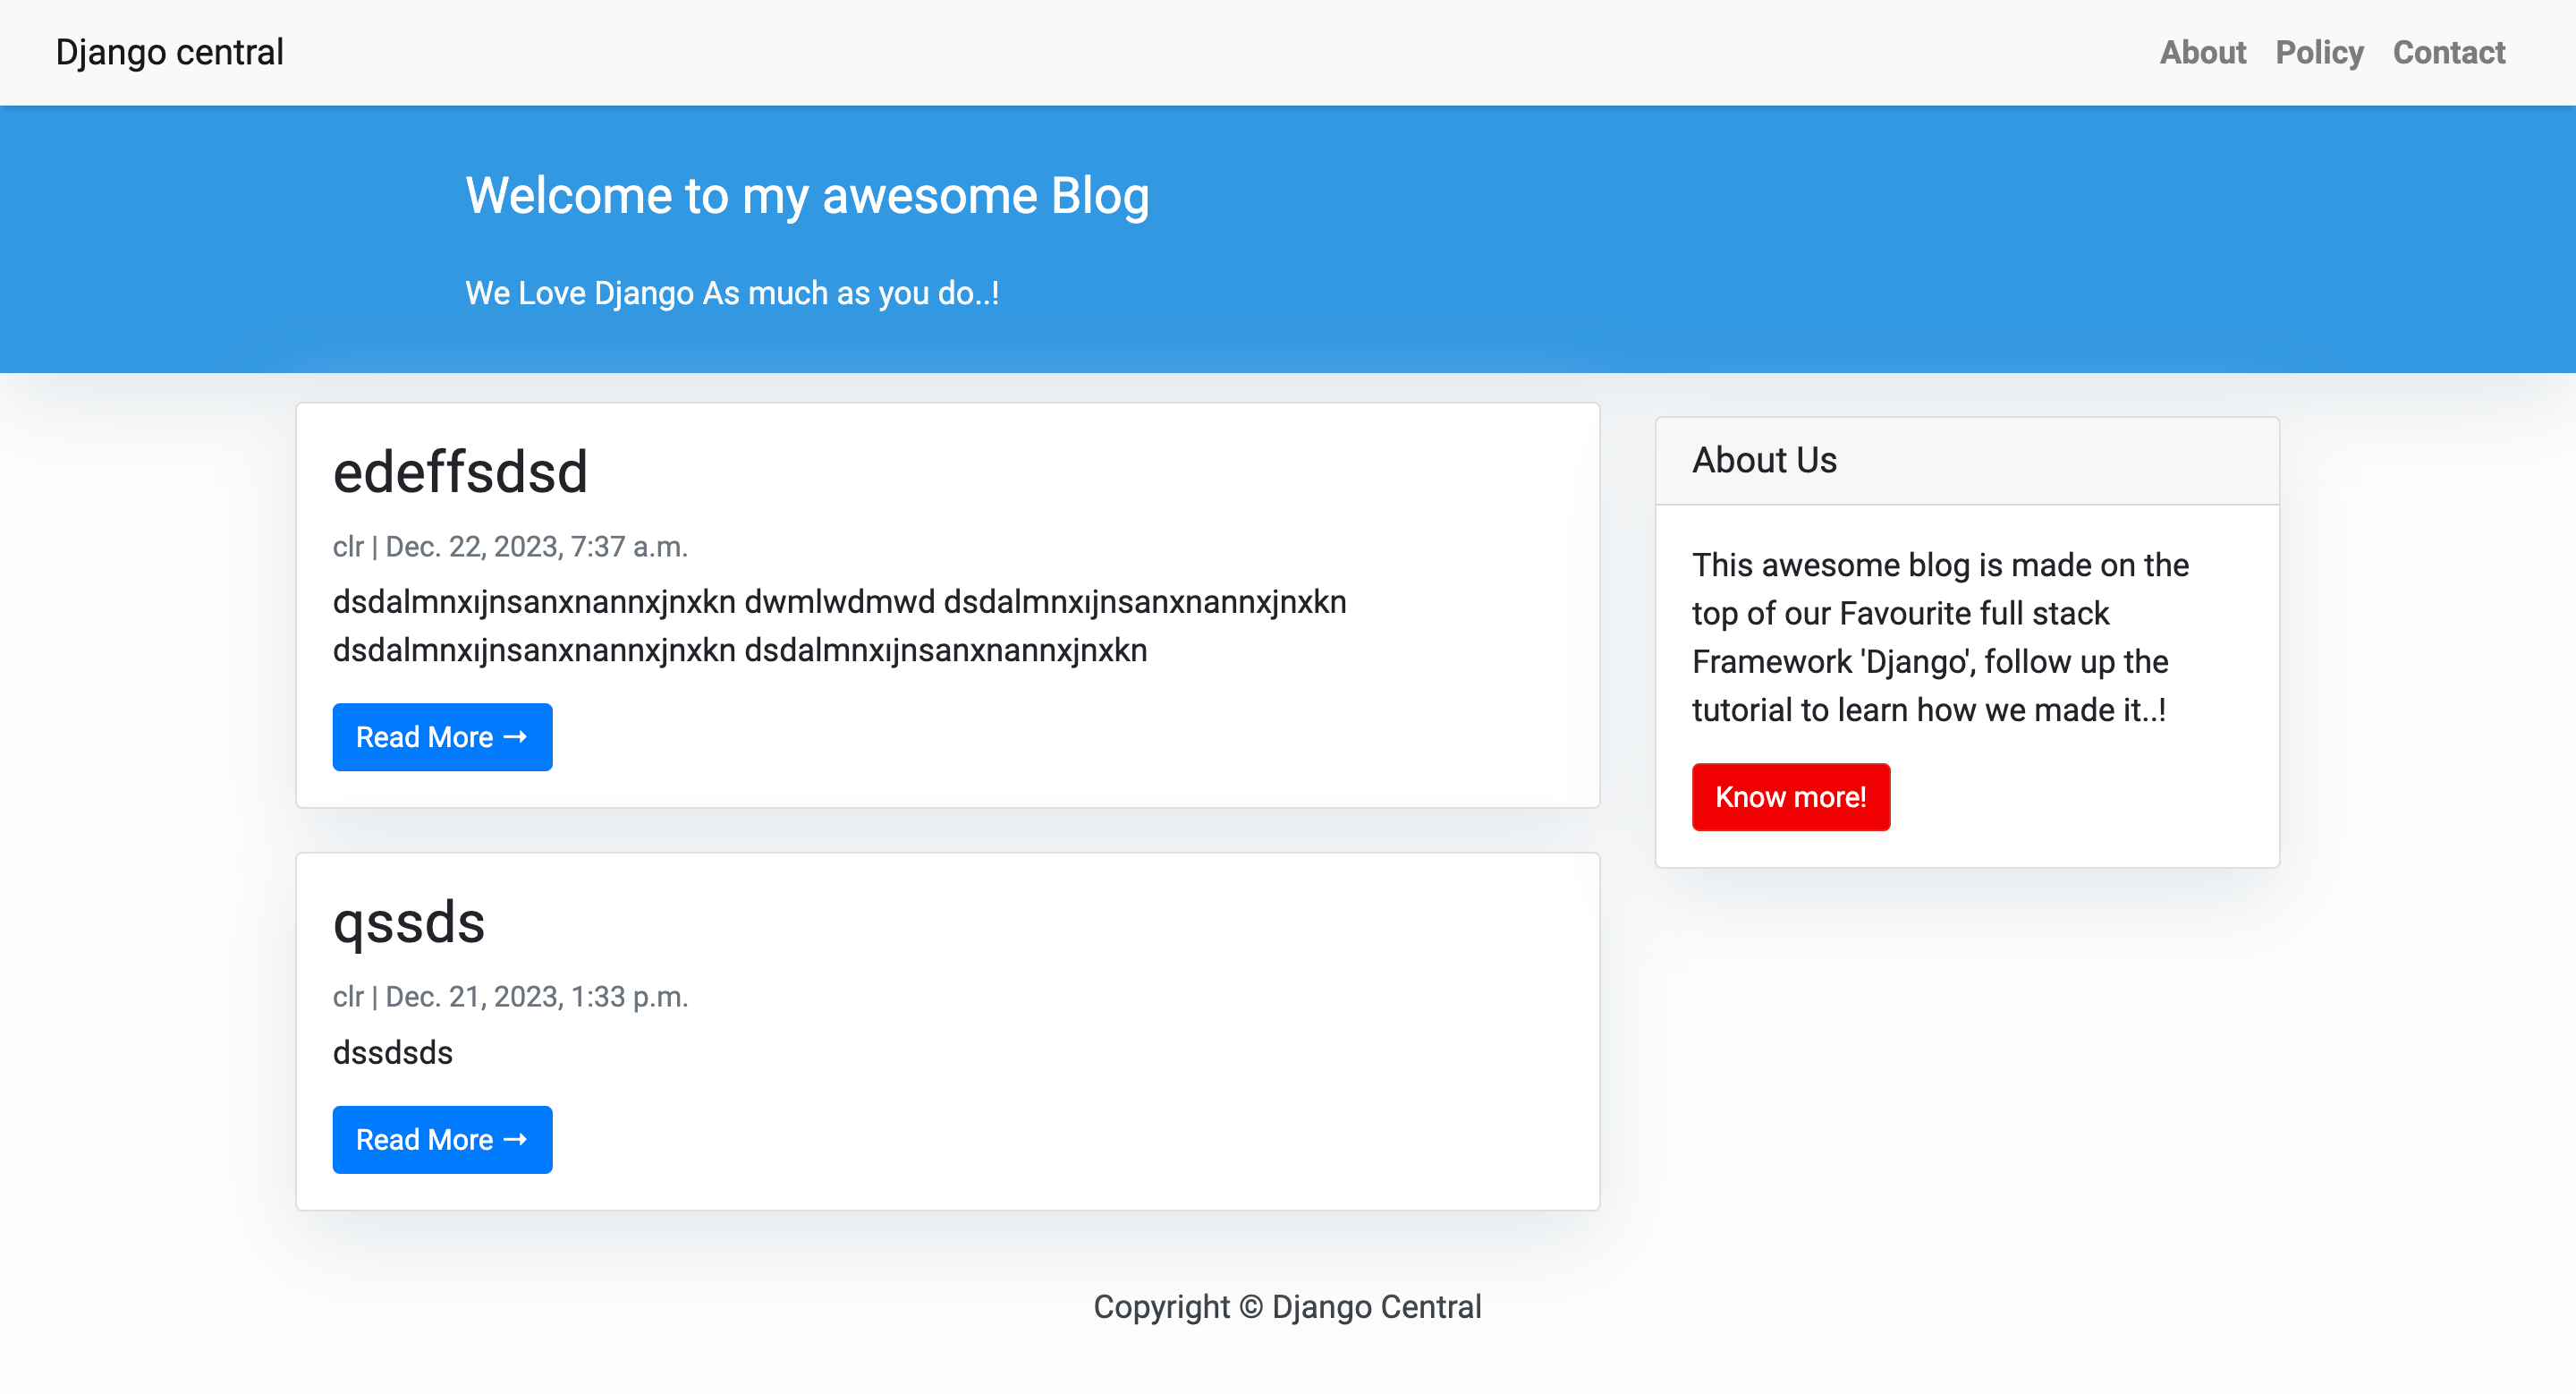 Django central
About Policy Contact
Welcome to my awesome Blog
We Love Django As much as you do..!
edeffsdsd
clr | Dec. 22, 2023, 7:37 a.m.
dsdalmnxıjnsanxnannxjnxkn dwmlwdmwd dsdalmnxıjnsanxnannxjnxkn
dsdalmnxıjnsanxnannxjnxkn dsdalmnxıjnsanxnannxjnxkn
Read More →
qssds
clr | Dec. 21, 2023, 1:33 p.m.
dssdsds
Read More →
About Us
This awesome blog is made on the
top of our Favourite full stack
Framework 'Django', follow up the
tutorial to learn how we made it..!
Know more!
Copyright © Django Central